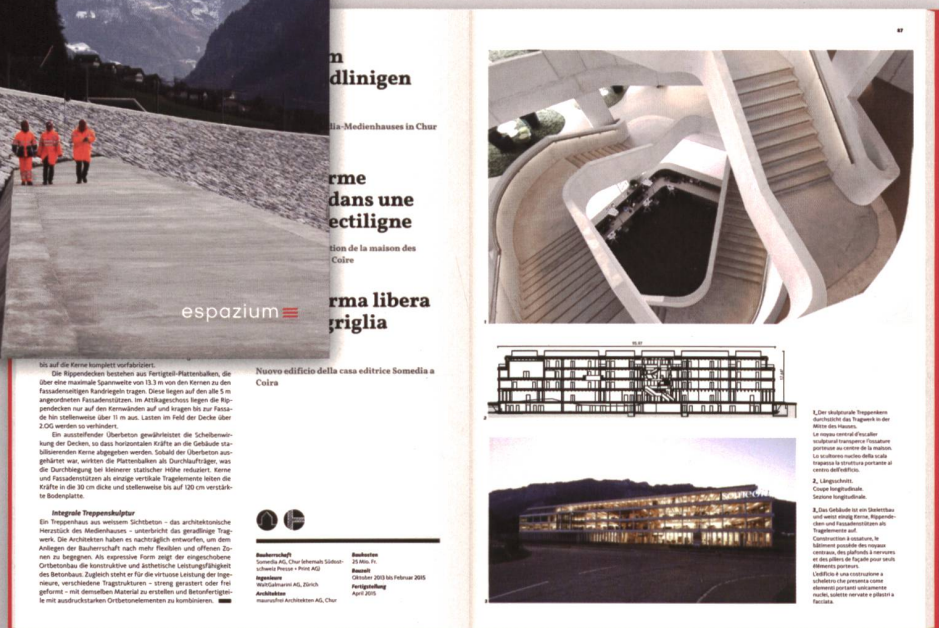 espazium
n
dlinigen
lia-Medienhauses in Chur
rme
dans une
ectiligne
tion de la maison des
Coire
rma libera
griglia
Nuovo edificio della casa editrice Somedia a
Coira
bis auf die Kerne komplett vorfabriziert.
Die Rippendecken bestehen aus Fertigteil-Plattenbalken, die
über eine maximale Spannweite von 13.3 m von den Kernen zu den
fassadenseitigen Randriegeln tragen. Diese liegen auf den alle 5 m
angeordneten Fassadenstützen. Im Attikageschoss liegen die Rip-
pendecken nur auf den Kernwänden auf und kragen bis zur Fassa-
de hin stellenweise über 11 m aus. Lasten im Feld der Decke über
2.OG werden so verhindert.
Ein aussteifender Überbeton gewährleistet die Scheibenwir-
kung der Decken, so dass horizontalen Kräfte an die Gebäude sta-
bilisierenden Kerne abgegeben werden. Sobald der Überbeton aus-
gehärtet war, wirkten die Plattenbalken als Durchlaufträger, was
die Durchbiegung bei kleinerer statischer Höhe reduziert. Kerne
und Fassadenstützen als einzige vertikale Tragelemente leiten die
Kräfte in die 30 cm dicke und stellenweise bis auf 120 cm verstärk-
te Bodenplatte.
Integrale Treppenskulptur
Ein Treppenhaus aus weissem Sichtbeton – das architektonische
Herzstück des Medienhauses – unterbricht das geradlinige Trag-
werk. Die Architekten haben es nachträglich entworfen, um dem
Anliegen der Bauherrschaft nach mehr flexiblen und offenen Zo-
nen zu begegnen. Als expressive Form zeigt der eingeschobene
Ortbetonbau die konstruktive und ästhetische Leistungsfähigkeit
des Betonbaus. Zugleich steht er für die virtuose Leistung der Inge-
nieure, verschiedene Tragstrukturen – streng gerastert oder frei
geformt – mit demselben Material zu erstellen und Betonfertigtei-
le mit ausdruckstarken Ortbetonelementen zu kombinieren.
Bauherrschaft
Somedia AG, Chur (ehemals Südost-
schweiz Presse + Print AG)
Ingenieure
WaltGalmarini AG, Zürich
Architekten
maurusfrei Architekten AG, Chur
Baukosten
25 Mio. Fr.
Bauzeit
Oktober 2013 bis Februar 2015
Fertigstellung
April 2015
67
1
2
3
1_Der skulpturale Treppenkern
durchsticht das Tragwerk in der
Mitte des Hauses.
Le noyau central d'escalier
sculptural transperce l'ossature
porteuse au centre de la maison.
Lo scultoreo nucleo della scala
trapassa la struttura portante al
centro dell'edificio.
2_ Längsschnitt.
Coupe longitudinale.
Sezione longitudinale.
3_Das Gebäude ist ein Skelettbau
und weist einzig Kerne, Rippende-
cken und Fassadenstützen als
Tragelemente auf.
Construction à ossature, le
bâtiment possède des noyaux
centraux, des plafonds à nervures
et des piliers de façade pour seuls
éléments porteurs.
L'edificio è una costruzione a
scheletro che presenta come
elementi portanti unicamente
nuclei, solette nervate e pilastri a
facciata.